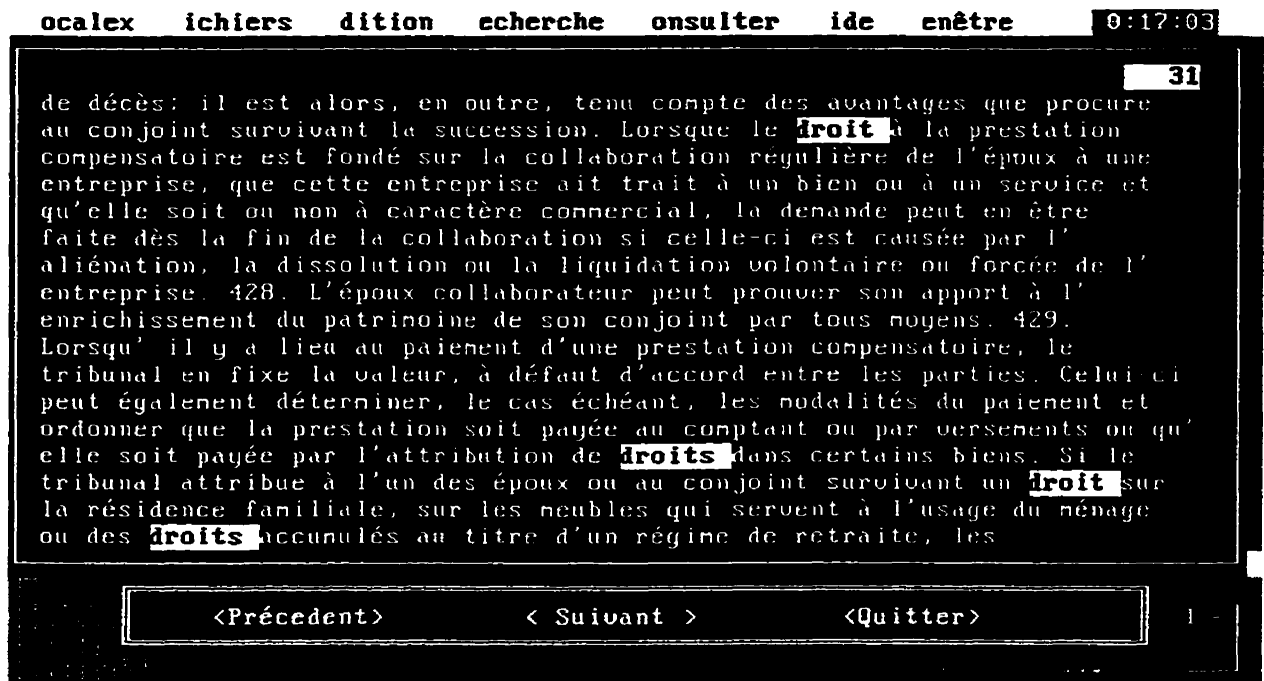 ocalex ichiers dition echerche onsulter ide enêtre 0:17:03
31
de décès: il est alors, en outre, tenu compte des avantages que procure
au conjoint survivant la succession. Lorsque le droit à la prestation
compensatoire est fondé sur la collaboration régulière de l'époux à une
entreprise, que cette entreprise ait trait à un bien ou à un service et
qu'elle soit ou non à caractère commercial, la demande peut en être
faite dès la fin de la collaboration si celle-ci est causée par l'
aliénation, la dissolution ou la liquidation volontaire ou forcée de l'
entreprise. 428. L'époux collaborateur peut prouver son apport à l'
enrichissement du patrimoine de son conjoint par tous moyens. 429.
Lorsqu' il y a lieu au paiement d'une prestation compensatoire, le
tribunal en fixe la valeur, à défaut d'accord entre les parties. Celui-ci
peut également déterminer, le cas échéant, les modalités du paiement et
ordonner que la prestation soit payée au comptant ou par versements ou qu'
elle soit payée par l'attribution de droits dans certains biens. Si le
tribunal attribue à l'un des époux ou au conjoint survivant un droit sur
la résidence familiale, sur les meubles qui servent à l'usage du ménage
ou des droits accumulés au titre d'un régime de retraite, les
<Précedent> < Suivant > <Quitter>